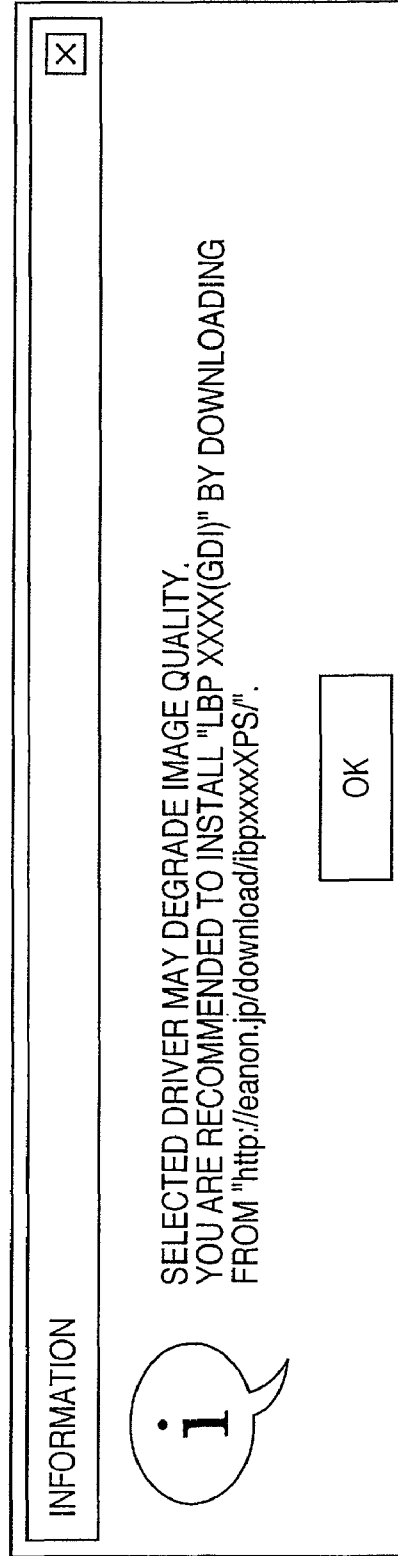 INFORMATION
X
i
SELECTED DRIVER MAY DEGRADE IMAGE QUALITY.
YOU ARE RECOMMENDED TO INSTALL "LBP XXXX(GDI)" BY DOWNLOADING
FROM "http://eanon.jp/download/ibpxxxxXPS/".
OK